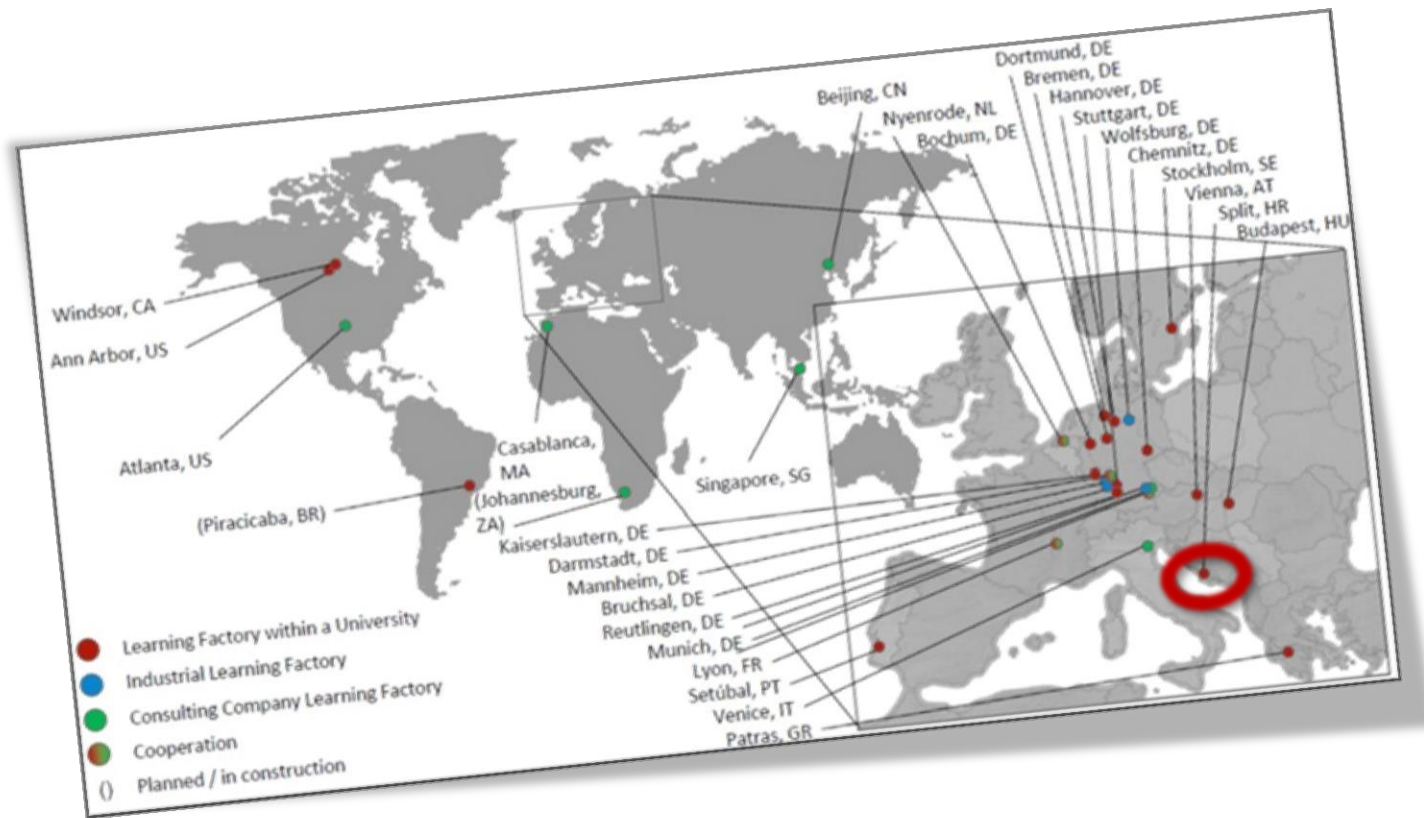 Dortmund, DE
Bremen, DE
Hannover, DE
Stuttgart, DE
Wolfsburg, DE
Chemnitz, DE
Stockholm, SE
Vienna, AT
Split, HR
Budapest, HU
Beijing, CN
Nyenrode, NL
Bochum, DE
Windsor, CA
Ann Arbor, US
Atlanta, US
(Piracicaba, BR)
Casablanca,
MA
(Johannesburg,
ZA)
Singapore, SG
Kaiserslautern, DE
Darmstadt, DE
Mannheim, DE
Bruchsal, DE
Reutlingen, DE
Munich, DE
Lyon, FR
Setúbal, PT
Venice, IT
Patras, GR
Learning Factory within a University
Industrial Learning Factory
Consulting Company Learning Factory
Cooperation
() Planned / in construction